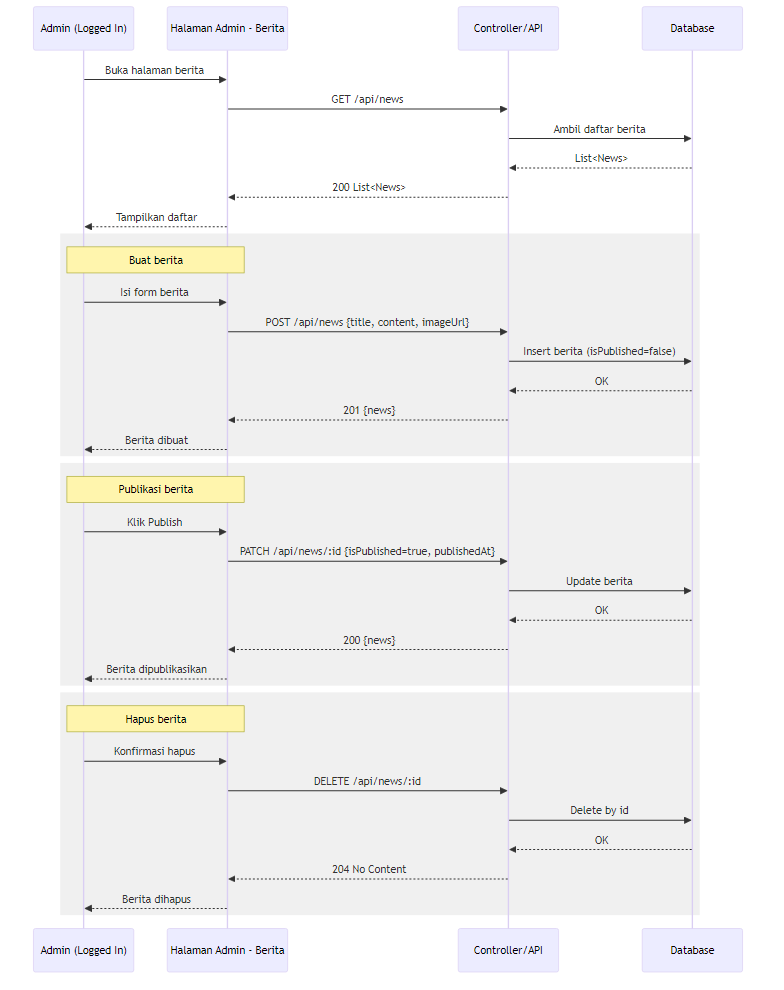 Admin (Logged In)
Halaman Admin - Berita
Controller/API
Database
Buka halaman berita
GET /api/news
Ambil daftar berita
List<News>
200 List<News>
Tampilkan daftar
Buat berita
Isi form berita
POST /api/news {title, content, imageUrl}
Insert berita (isPublished=false)
OK
201 {news}
Berita dibuat
Publikasi berita
Klik Publish
PATCH /api/news/:id {isPublished=true, publishedAt}
Update berita
OK
200 {news}
Berita dipublikasikan
Hapus berita
Konfirmasi hapus
DELETE /api/news/:id
Delete by id
OK
204 No Content
Berita dihapus
Admin (Logged In)
Halaman Admin - Berita
Controller/API
Database